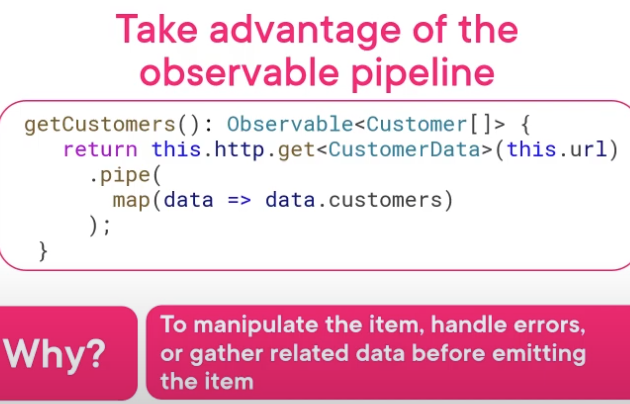 Take advantage of the
observable pipeline
getCustomers(): Observable<Customer[]> {
return this.http.get<CustomerData>(this.url)
.pipe(
map(data => data.customers)
);
}
Why?
To manipulate the item, handle errors,
or gather related data before emitting
the item